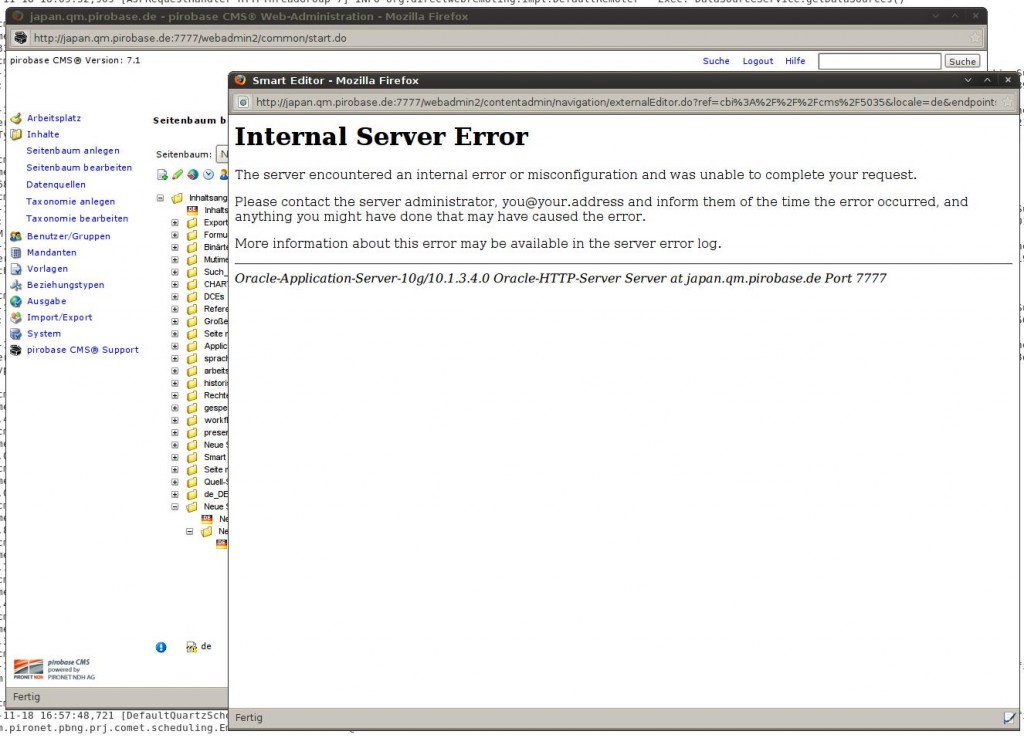 japan.qm.pirobase.de - pirobase CMS® Web-Administration - Mozilla Firefox
http://japan.qm.pirobase.de:7777/webadmin2/common/start.do
pirobase CMS® Version: 7.1
Suche Logout Hilfe Suche
Smart Editor - Mozilla Firefox
http://japan.qm.pirobase.de:7777/webadmin2/contentadmin/navigation/externalEditor.do?ref=cbi%3A%2F%2F%2Fcms%2F5035&locale=de&endpoint
Internal Server Error
The server encountered an internal error or misconfiguration and was unable to complete your request.
Please contact the server administrator, you@your.address and inform them of the time the error occurred, and
anything you might have done that may have caused the error.
More information about this error may be available in the server error log.
Oracle-Application-Server-10g/10.1.3.4.0 Oracle-HTTP-Server Server at japan.qm.pirobase.de Port 7777
Fertig
Arbeitsplatz
Inhalte
Seitenbaum anlegen
Seitenbaum bearbeiten
Datenquellen
Taxonomie anlegen
Taxonomie bearbeiten
Benutzer/Gruppen
Mandanten
Vorlagen
Beziehungstypen
Ausgabe
Import/Export
System
pirobase CMS® Support
Seitenbaum b
Seitenbaum: N
Inhaltsang
DE Inhalts
Export
Formu
Binärte
Mutime
Such_
CHAR
DCEs
Refere
Große
Seite r
Applic
sprach
arbeits
histori
Rechte
gespe
workfl
preser
Neue S
Smart
Seite r
Quell-S
de_DE
Neue S
DE Ne
Ne
DE
de
pirobase CMS
powered by
PIRONET NDH PIRONET NDH AG
Fertig
-11-18 16:57:48,721 [DefaultQuartzSche
m.pironet.pbng.prj.comet.scheduling.En